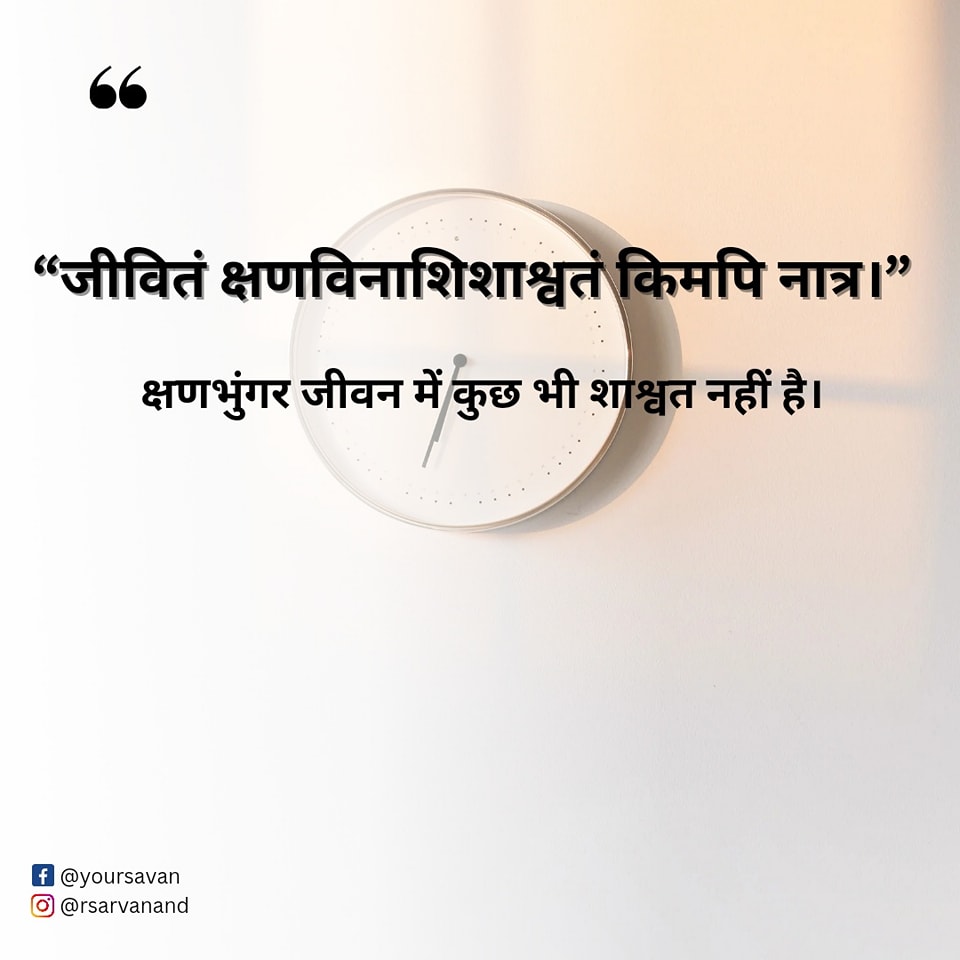 “
“जीवितं क्षणविनाशिशाश्वतं किमपि नात्र।”
क्षणभुंगर जीवन में कुछ भी शाश्वत नहीं है।
@yoursavan
@rsarvanand